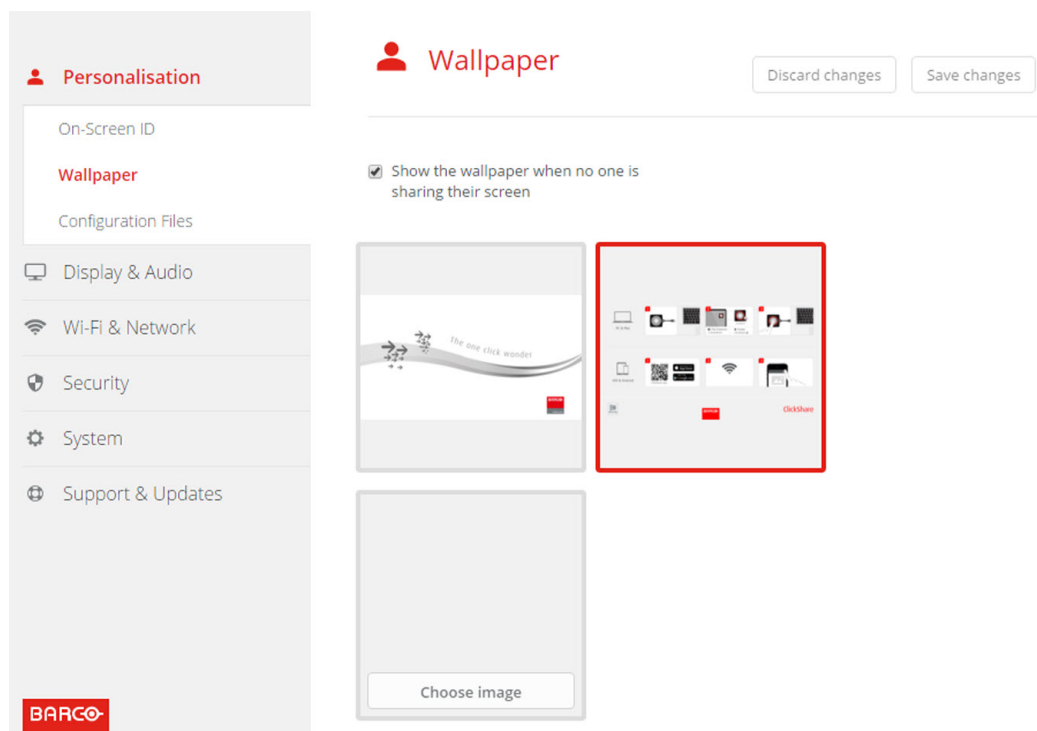 Personalisation
On-Screen ID
Wallpaper
Configuration Files
Display & Audio
Wi-Fi & Network
Security
System
Support & Updates
BARCO
Wallpaper
Discard changes
Save changes
Show the wallpaper when no one is
sharing their screen
The one click wonder
ClickShare
Choose image